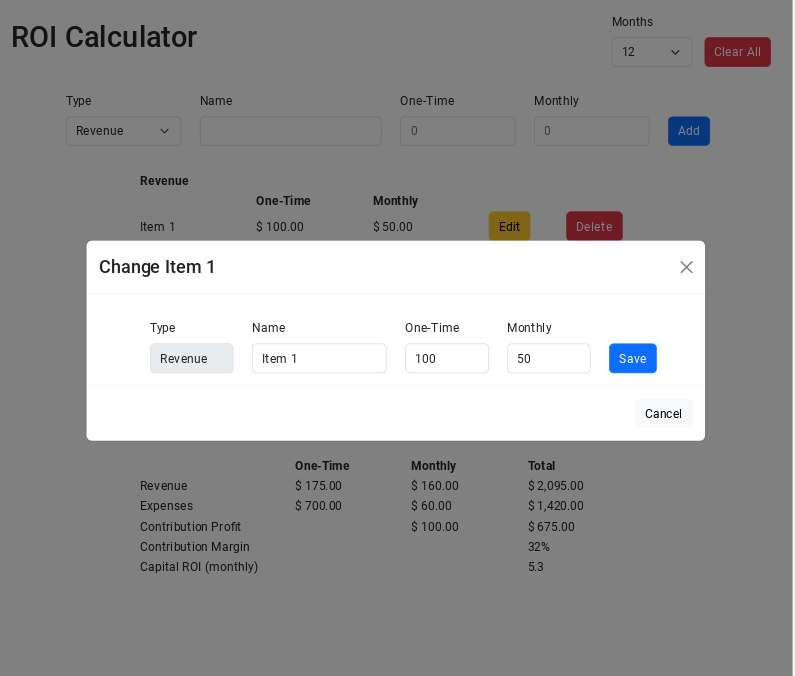 ROI Calculator
Months
12
Clear All
Type Name One-Time Monthly
Revenue 0 0 Add
Revenue
One-Time Monthly
Item 1 $ 100.00 $ 50.00 Edit Delete
Change Item 1
Type Name One-Time Monthly
Revenue Item 1 100 50 Save
Cancel
One-Time Monthly Total
Revenue $ 175.00 $ 160.00 $ 2,095.00
Expenses $ 700.00 $ 60.00 $ 1,420.00
Contribution Profit $ 100.00 $ 675.00
Contribution Margin 32%
Capital ROI (monthly) 5.3